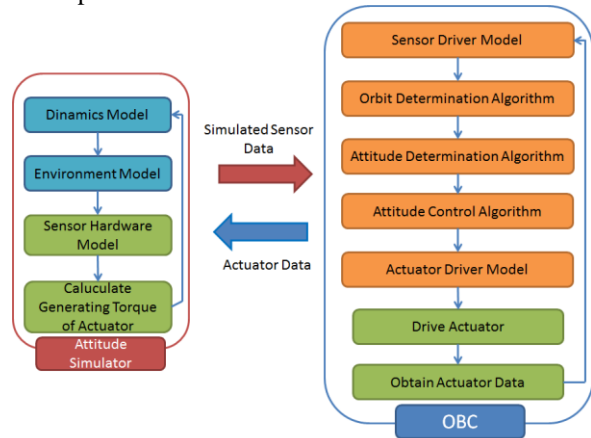 Dinamics Model
Environment Model
Sensor Hardware
Model
Caluculate
Generating Torque
of Actuator
Attitude
Simulator
Simulated Sensor
Data
Actuator Data
Sensor Driver Model
Orbit Determination Algorithm
Attitude Determination Algorithm
Attitude Control Algorithm
Actuator Driver Model
Drive Actuator
Obtain Actuator Data
OBC